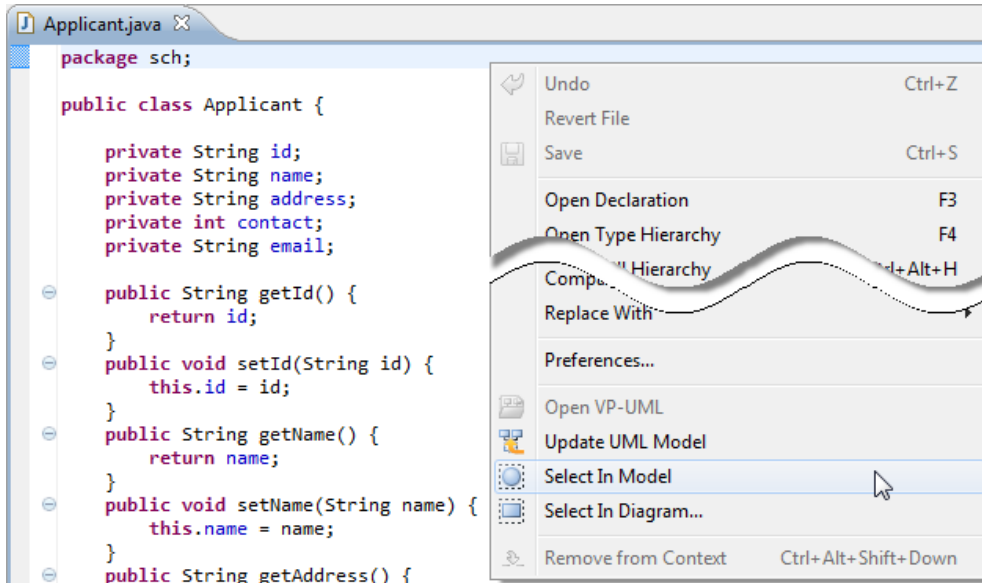 Applicant.java
package sch;
public class Applicant {
private String id;
private String name;
private String address;
private int contact;
private String email;
public String getId() {
return id;
}
public void setId(String id) {
this.id = id;
}
public String getName() {
return name;
}
public void setName(String name) {
this.name = name;
}
public String getAddress() {
Undo Ctrl+Z
Revert File
Save Ctrl+S
Open Declaration F3
Open Type Hierarchy F4
Hierarchy +Alt+H
Replace With
Preferences...
Open VP-UML
Update UML Model
Select In Model
Select In Diagram...
Remove from Context Ctrl+Alt+Shift+Down